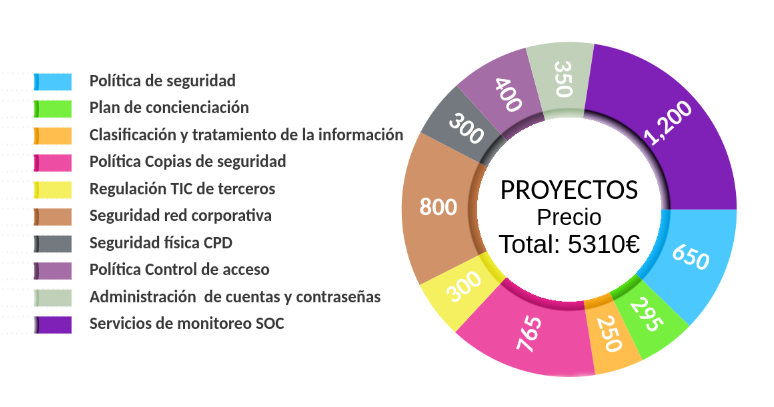 Política de seguridad
Plan de concienciación
Clasificación y tratamiento de la información
Política Copias de seguridad
Regulación TIC de terceros
Seguridad red corporativa
Seguridad física CPD
Política Control de acceso
Administración  de cuentas y contraseñas
Servicios de monitoreo SOC
PROYECTOS
Precio
Total: 5310€
650
295
250
765
300
800
300
400
350
1,200